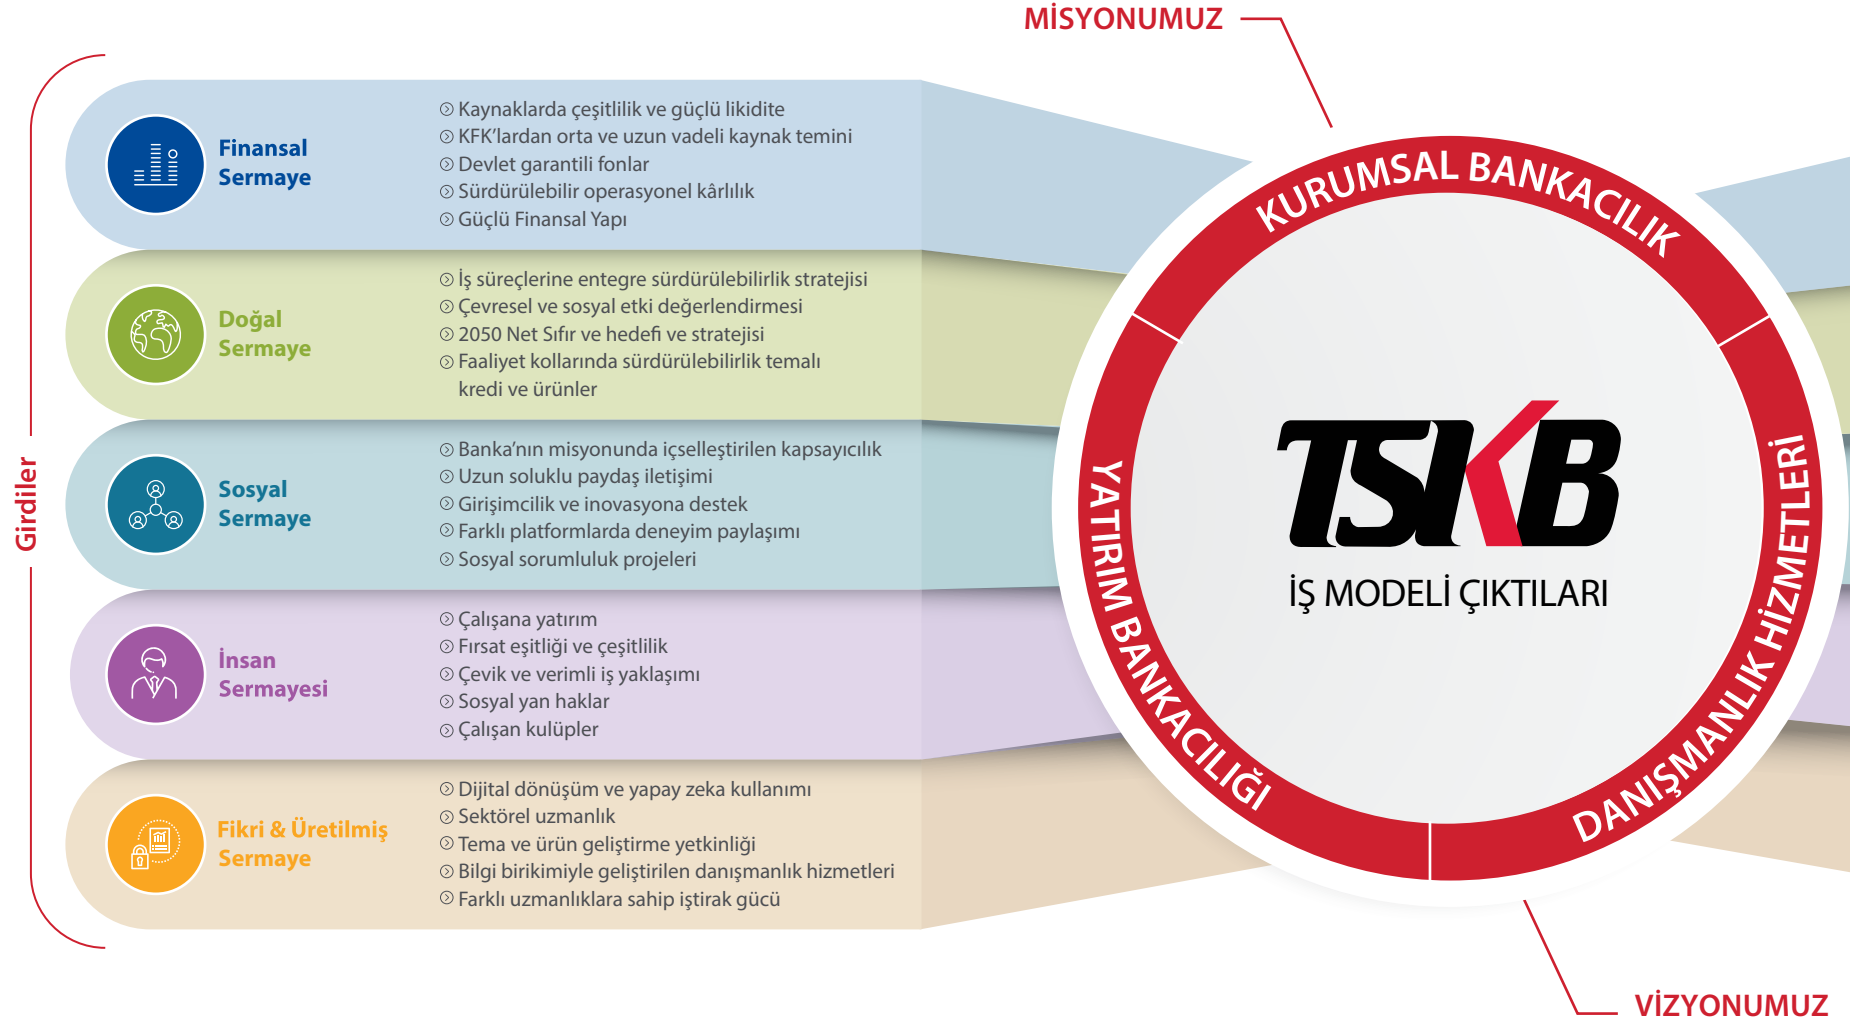 MİSYONUMUZ
Girdiler
Finansal
Sermaye
Kaynaklarda çeşitlilik ve güçlü likidite
KFK’lardan orta ve uzun vadeli kaynak temini
Devlet garantili fonlar
Sürdürülebilir operasyonel kârlılık
Güçlü Finansal Yapı
Doğal
Sermaye
İş süreçlerine entegre sürdürülebilirlik stratejisi
Çevresel ve sosyal etki değerlendirmesi
2050 Net Sıfır ve hedefi ve stratejisi
Faaliyet kollarında sürdürülebilirlik temalı
kredi ve ürünler
Sosyal
Sermaye
Banka’nın misyonunda içselleştirilen kapsayıcılık
Uzun soluklu paydaş iletişimi
Girişimcilik ve inovasyona destek
Farklı platformlarda deneyim paylaşımı
Sosyal sorumluluk projeleri
İnsan
Sermayesi
Çalışana yatırım
Fırsat eşitliği ve çeşitlilik
Çevik ve verimli iş yaklaşımı
Sosyal yan haklar
Çalışan kulüpler
Fikri & Üretilmiş
Sermaye
Dijital dönüşüm ve yapay zeka kullanımı
Sektörel uzmanlık
Tema ve ürün geliştirme yetkinliği
Bilgi birikimiyle geliştirilen danışmanlık hizmetleri
Farklı uzmanlıklara sahip iştirak gücü
KURUMSAL BANKACILIK
YATIRIM BANKACILIĞI
DANIŞMANLIK HİZMETLERİ
TSKB
İŞ MODELİ ÇIKTILARI
VİZYONUMUZ